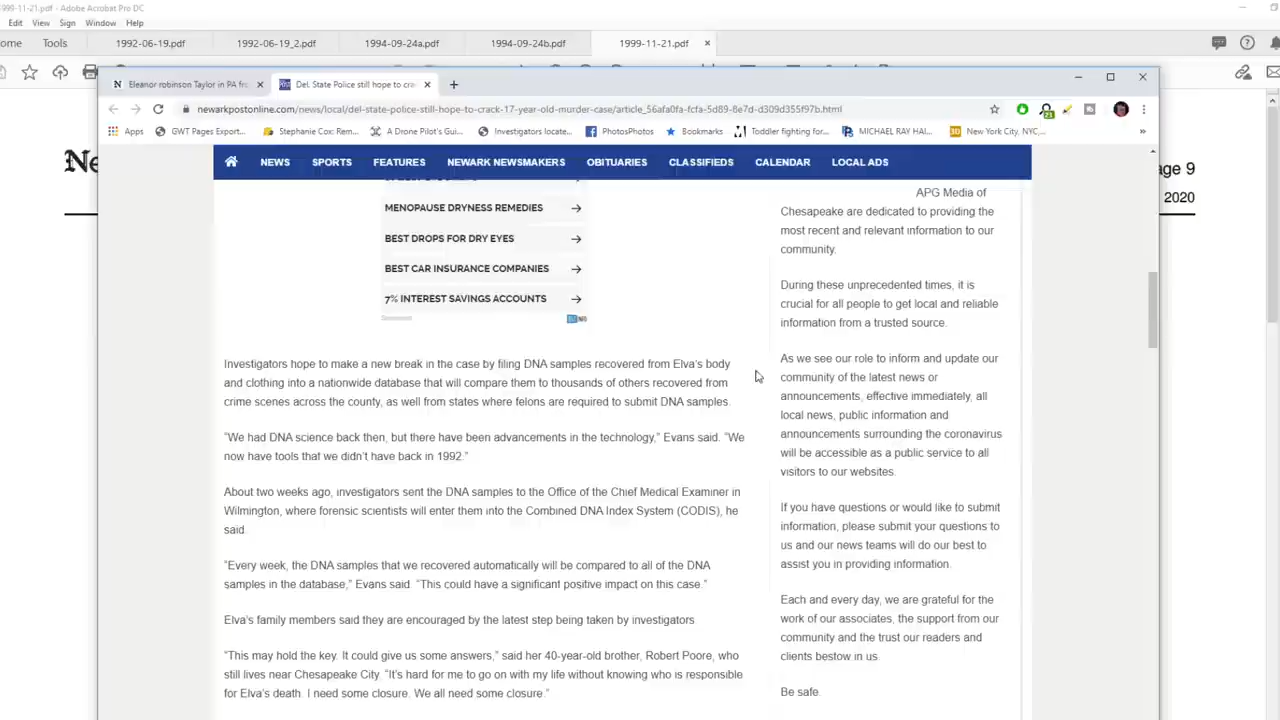 1999-11-21.pdf - Adobe Acrobat Pro DC
Edit View Sign Window Help
ome Tools 1992-06-19.pdf 1992-06-19_2.pdf 1994-09-24a.pdf 1994-09-24b.pdf 1999-11-21.pdf ×
Eleanor robinson Taylor in PA fro × Del. State Police still hope to crac × +
newarkpostonline.com/news/local/del-state-police-still-hope-to-crack-17-year-old-murder-case/article_56afa0fa-fcfa-5d89-8e7d-d309d355f97b.html
Apps GWT Pages Export... Stephanie Cox: Rem... A Drone Pilot's Gui... Investigators locate... PhotosPhotos Bookmarks Toddler fighting for... MICHAEL RAY HAI... New York City, NYC,... »
NEWS SPORTS FEATURES NEWARK NEWSMAKERS OBITUARIES CLASSIFIEDS CALENDAR LOCAL ADS
Ne
age 9
2020
MENOPAUSE DRYNESS REMEDIES
BEST DROPS FOR DRY EYES
BEST CAR INSURANCE COMPANIES
7% INTEREST SAVINGS ACCOUNTS
Investigators hope to make a new break in the case by filing DNA samples recovered from Elva's body
and clothing into a nationwide database that will compare them to thousands of others recovered from
crime scenes across the county, as well from states where felons are required to submit DNA samples.
"We had DNA science back then, but there have been advancements in the technology," Evans said. "We
now have tools that we didn't have back in 1992."
About two weeks ago, investigators sent the DNA samples to the Office of the Chief Medical Examiner in
Wilmington, where forensic scientists will enter them into the Combined DNA Index System (CODIS), he
said.
"Every week, the DNA samples that we recovered automatically will be compared to all of the DNA
samples in the database," Evans said. "This could have a significant positive impact on this case."
Elva's family members said they are encouraged by the latest step being taken by investigators.
"This may hold the key. It could give us some answers," said her 40-year-old brother, Robert Poore, who
still lives near Chesapeake City. "It's hard for me to go on with my life without knowing who is responsible
for Elva's death. I need some closure. We all need some closure."
APG Media of
Chesapeake are dedicated to providing the
most recent and relevant information to our
community.
During these unprecedented times, it is
crucial for all people to get local and reliable
information from a trusted source.
As we see our role to inform and update our
community of the latest news or
announcements, effective immediately, all
local news, public information and
announcements surrounding the coronavirus
will be accessible as a public service to all
visitors to our websites.
If you have questions or would like to submit
information, please submit your questions to
us and our news teams will do our best to
assist you in providing information.
Each and every day, we are grateful for the
work of our associates, the support from our
community and the trust our readers and
clients bestow in us.
Be safe.